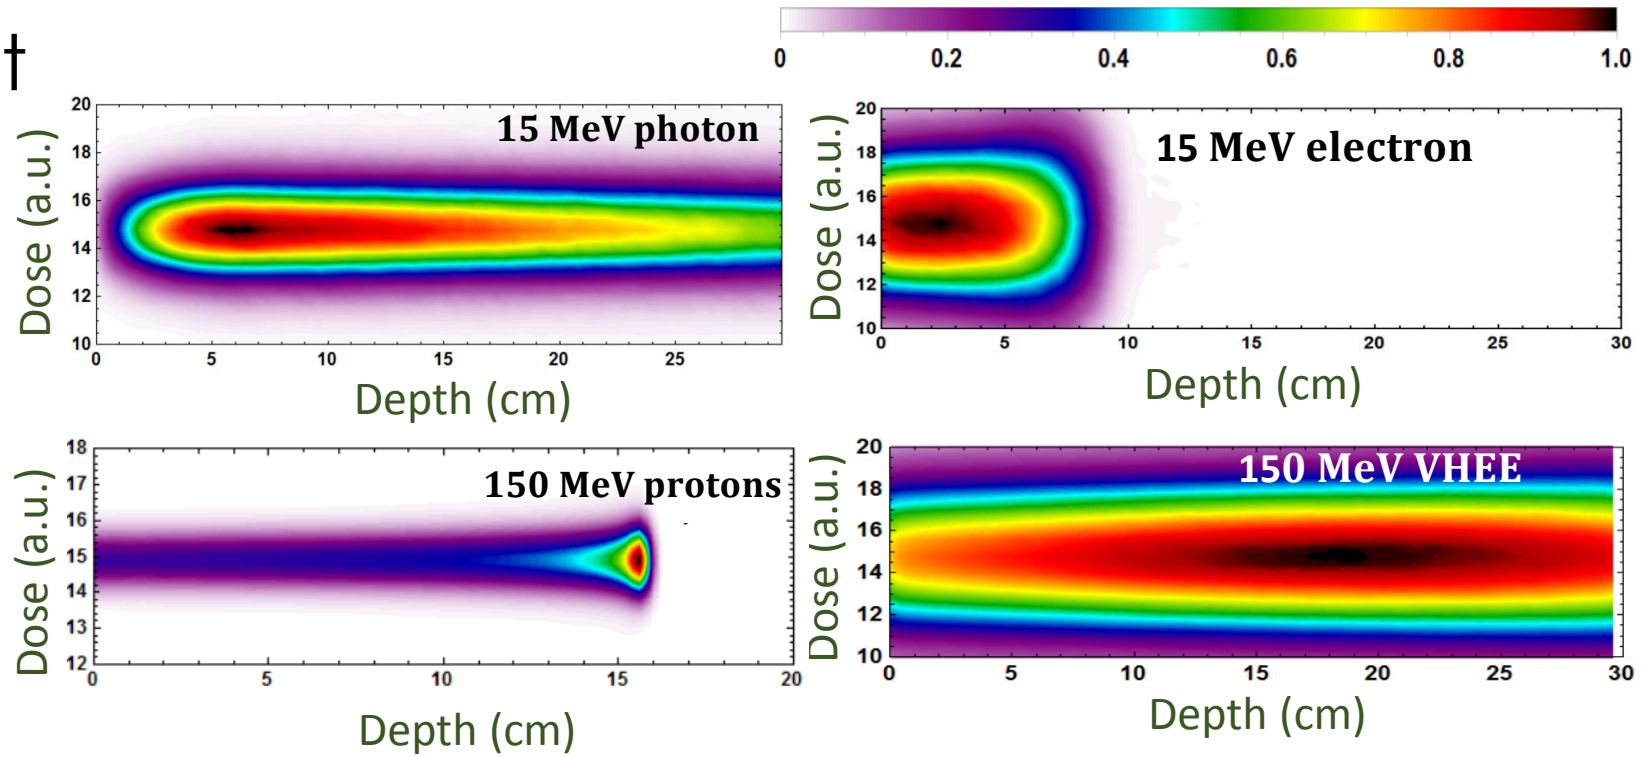 0 0.2 0.4 0.6 0.8 1.0
†
15 MeV photon
Dose (a.u.)
20
18
16
14
12
10
0 5 10 15 20 25
Depth (cm)
15 MeV electron
Dose (a.u.)
20
18
16
14
12
10
0 5 10 15 20 25 30
Depth (cm)
150 MeV protons
Dose (a.u.)
18
17
16
15
14
13
12
0 5 10 15 20
Depth (cm)
150 MeV VHEE
Dose (a.u.)
20
18
16
14
12
10
0 5 10 15 20 25 30
Depth (cm)